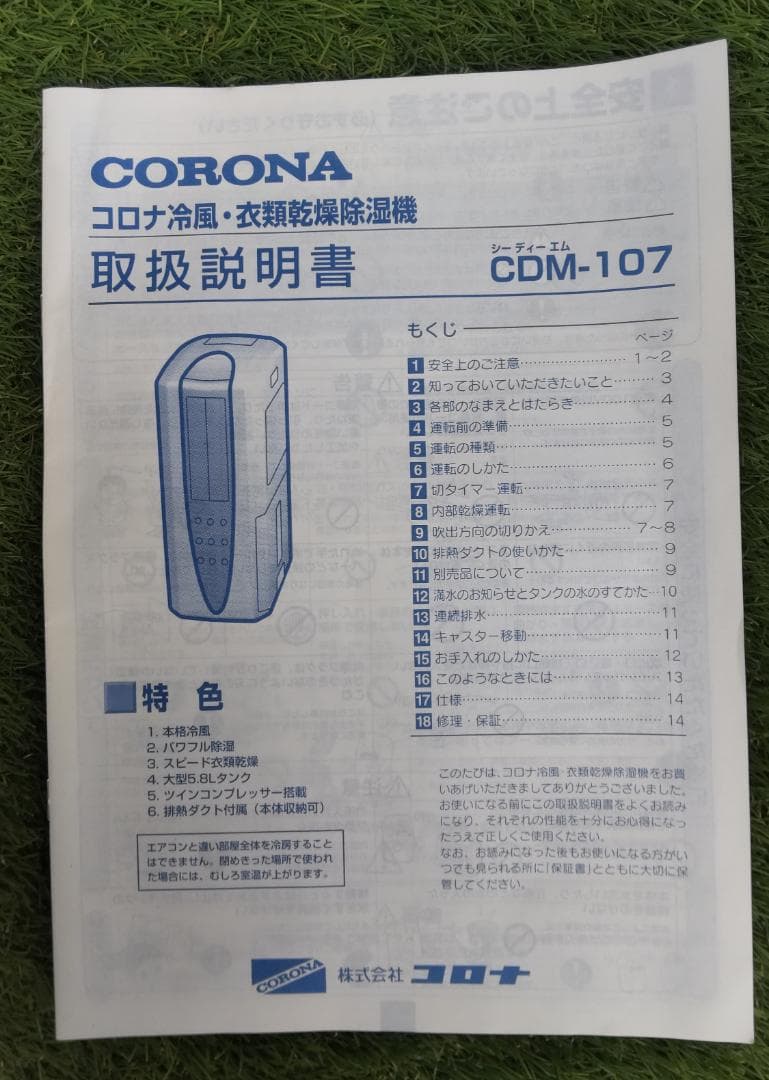 CORONA
コロナ冷風・衣類乾燥除湿機
取扱説明書
シーディーエム
CDM-107
もくじ
ページ
1 安全上のご注意 1～2
2 知っておいていただきたいこと 3
3 各部のなまえとはたらき 4
4 運転前の準備 5
5 運転の種類 5
6 運転のしかた 6
7 切タイマー運転 7
8 内部乾燥運転 7
9 吹出方向の切りかえ 7～8
10 排熱ダクトの使いかた 9
11 別売品について 9
12 満水のお知らせとタンクの水のすてかた 10
13 連続排水 11
14 キャスター移動 11
15 お手入れのしかた 12
16 このようなときには 13
17 仕様 14
18 修理・保証 14
特色
1. 本格冷風
2. パワフル除湿
3. スピード衣類乾燥
4. 大型5.8Lタンク
5. ツインコンプレッサー搭載
6. 排熱ダクト付属（本体収納可）
エアコンと違い部屋全体を冷房すること
はできません。閉めきった場所で使われ
た場合には、むしろ室温が上がります。
このたびは、コロナ冷風・衣類乾燥除湿機をお買
いあげいただきましてありがとうございました。
お使いになる前にこの取扱説明書をよくお読み
になり、それぞれの性能を十分にお心得になっ
たうえで正しくご使用ください。
なお、お読みになった後もお使いになる方がい
つでも見られる所に「保証書」とともに大切に保
管してください。
CORONA 株式会社 コロナ